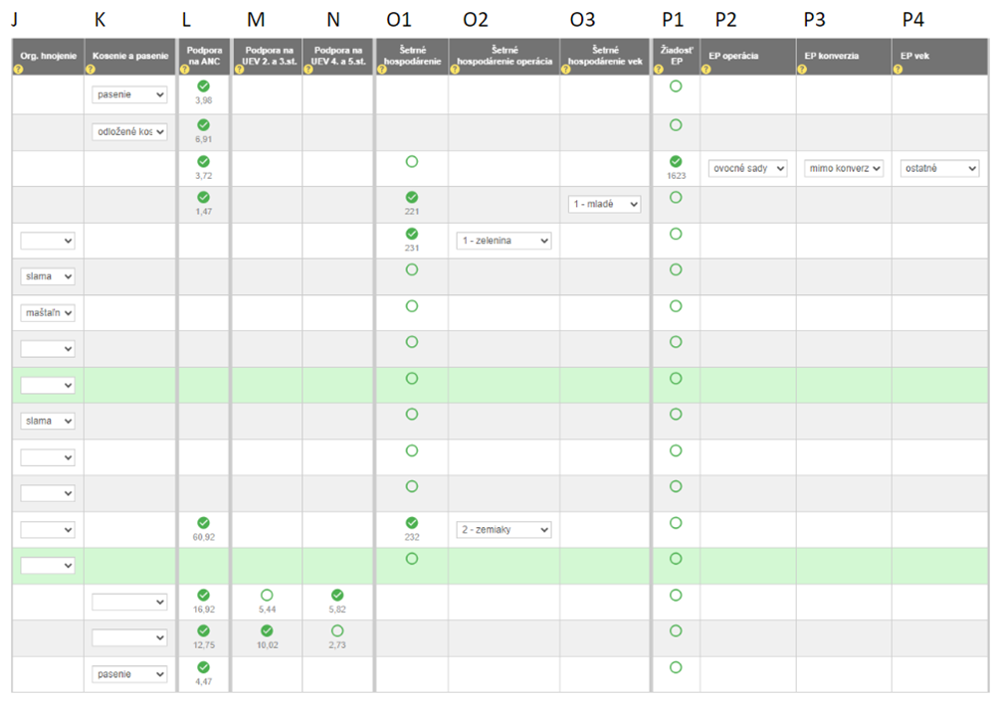 J K L M N O1 O2 O3 P1 P2 P3 P4
Org. hnojenie Kosenie a pasenie Podpora na ANC Podpora na UEV 2. a 3.st. Podpora na UEV 4. a 5.st. Šetrné hospodárenie Šetrné hospodárenie operácia Šetrné hospodárenie vek Žiadosť EP EP operácia EP konverzia EP vek
pasenie 3,98
odložené kos 6,91
3,72 1623 ovocné sady mimo konverz ostatné
1,47 221 1 - mladé
231 1 - zelenina
slama
maštaľn
slama
60,92 232 2 - zemiaky
16,92 5,44 5,82
12,75 10,02 2,73
pasenie 4,47